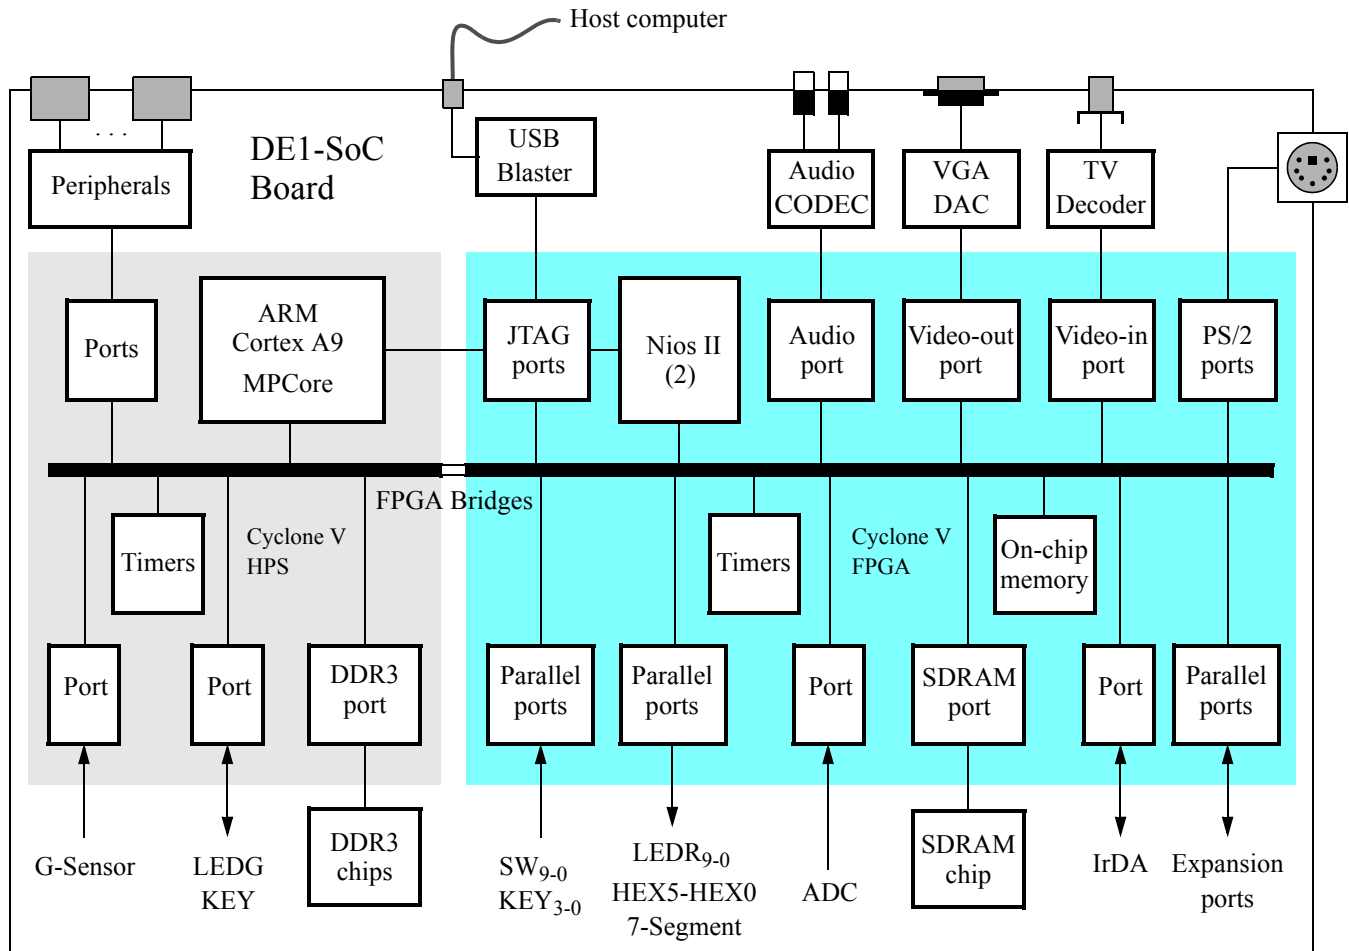 Host computer
DE1-SoC
Board
Peripherals
. . .
USB
Blaster
Audio
CODEC
VGA
DAC
TV
Decoder
Ports
ARM
Cortex A9
MPCore
JTAG
ports
Nios II
(2)
Audio
port
Video-out
port
Video-in
port
PS/2
ports
FPGA Bridges
Timers
Cyclone V
HPS
Timers
Cyclone V
FPGA
On-chip
memory
Port
Port
DDR3
port
Parallel
ports
Parallel
ports
Port
SDRAM
port
Port
Parallel
ports
G-Sensor
LEDG
KEY
DDR3
chips
SW9-0
KEY3-0
LEDR9-0
HEX5-HEX0
7-Segment
ADC
SDRAM
chip
IrDA
Expansion
ports